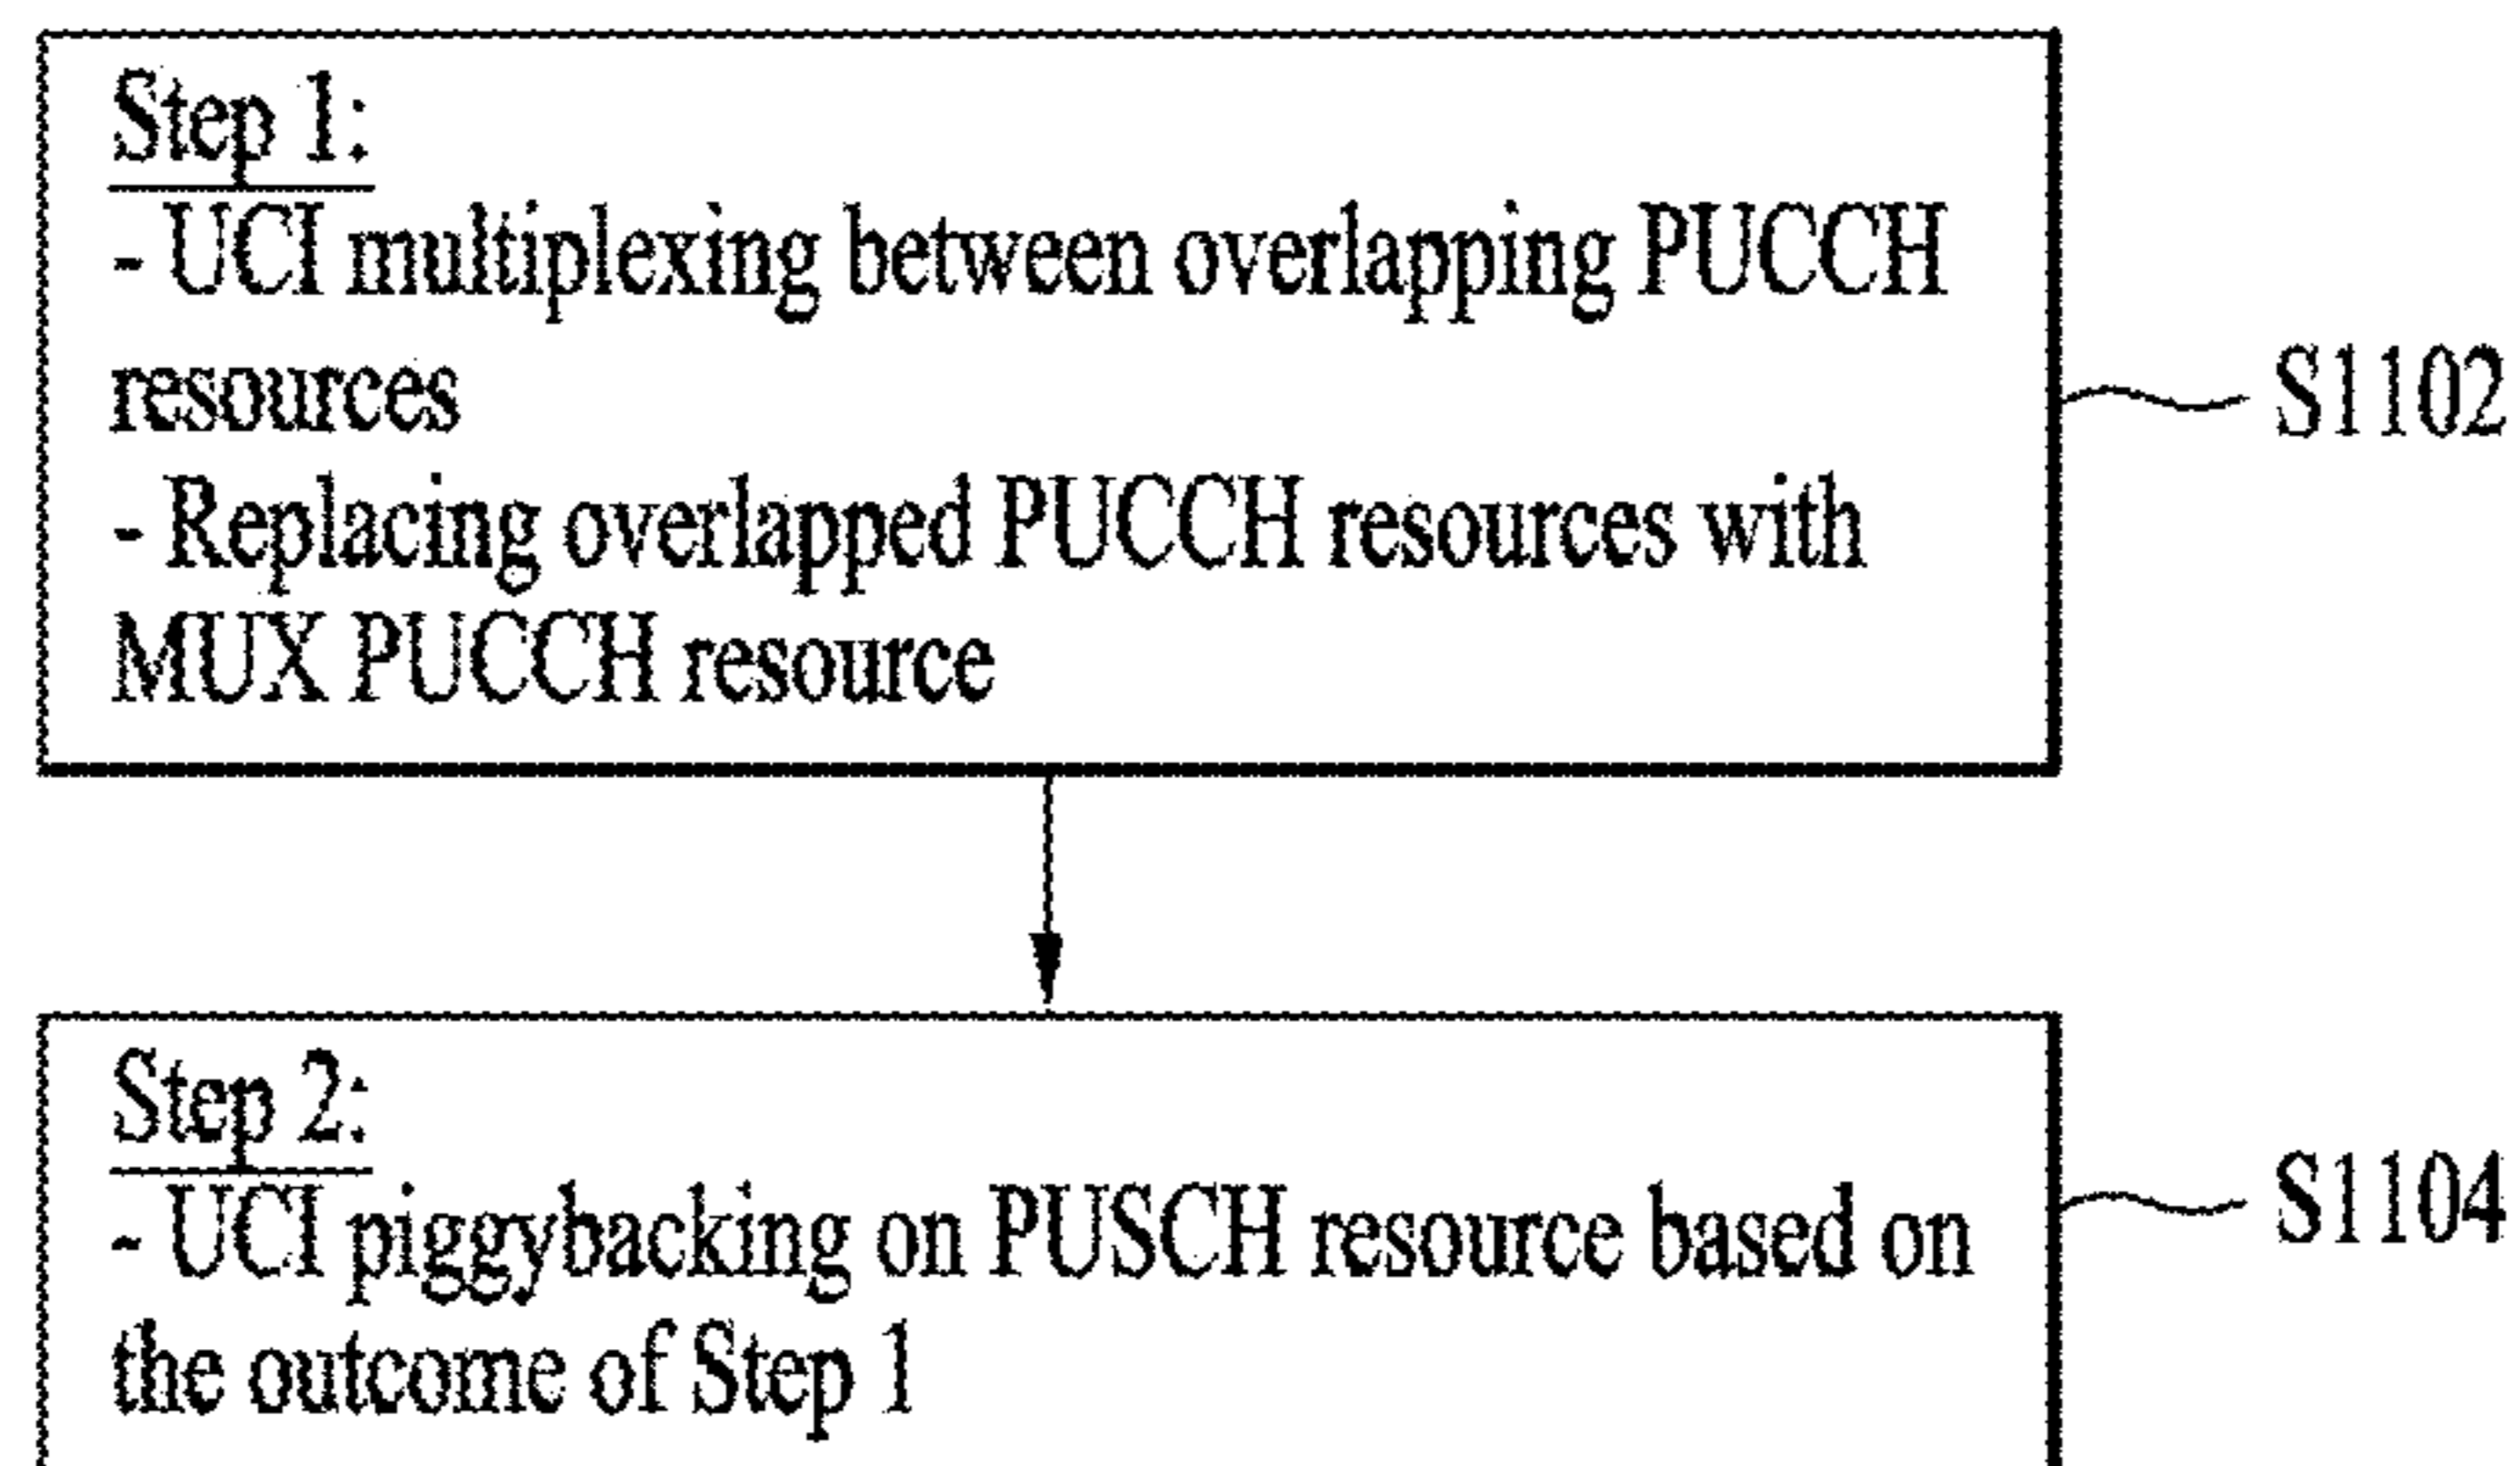 Step 1:
- UCI multiplexing between overlapping PUCCH
resources
- Replacing overlapped PUCCH resources with
MUX PUCCH resource
S1102
Step 2:
- UCI piggybacking on PUSCH resource based on
the outcome of Step 1
S1104